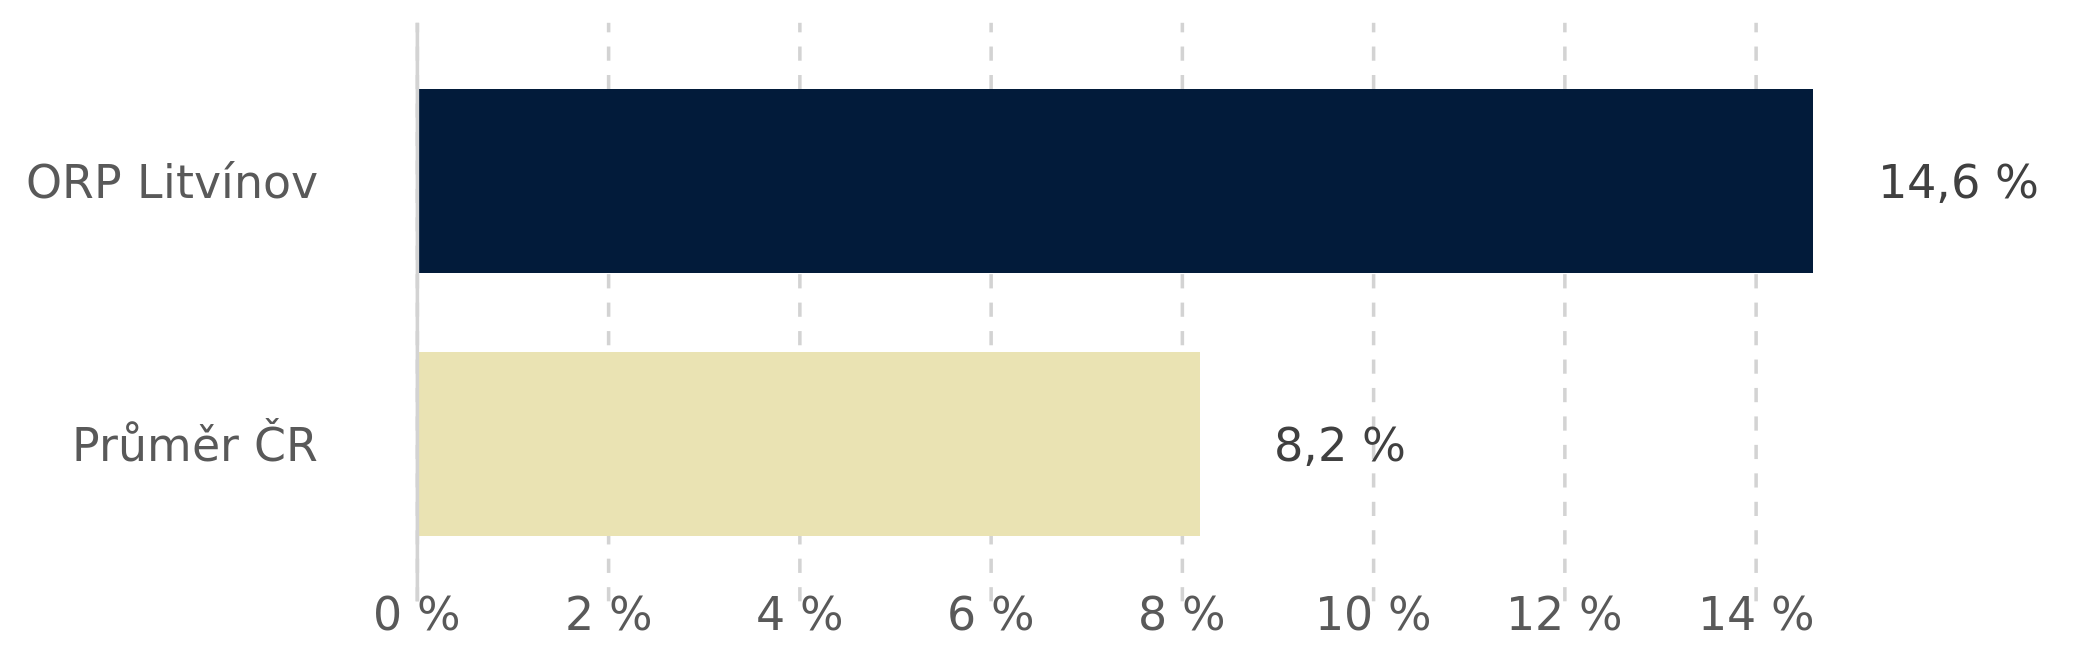 ORP Litvínov
14,6 %
Průměr ČR
8,2 %
0 % 2 % 4 % 6 % 8 % 10 % 12 % 14 %